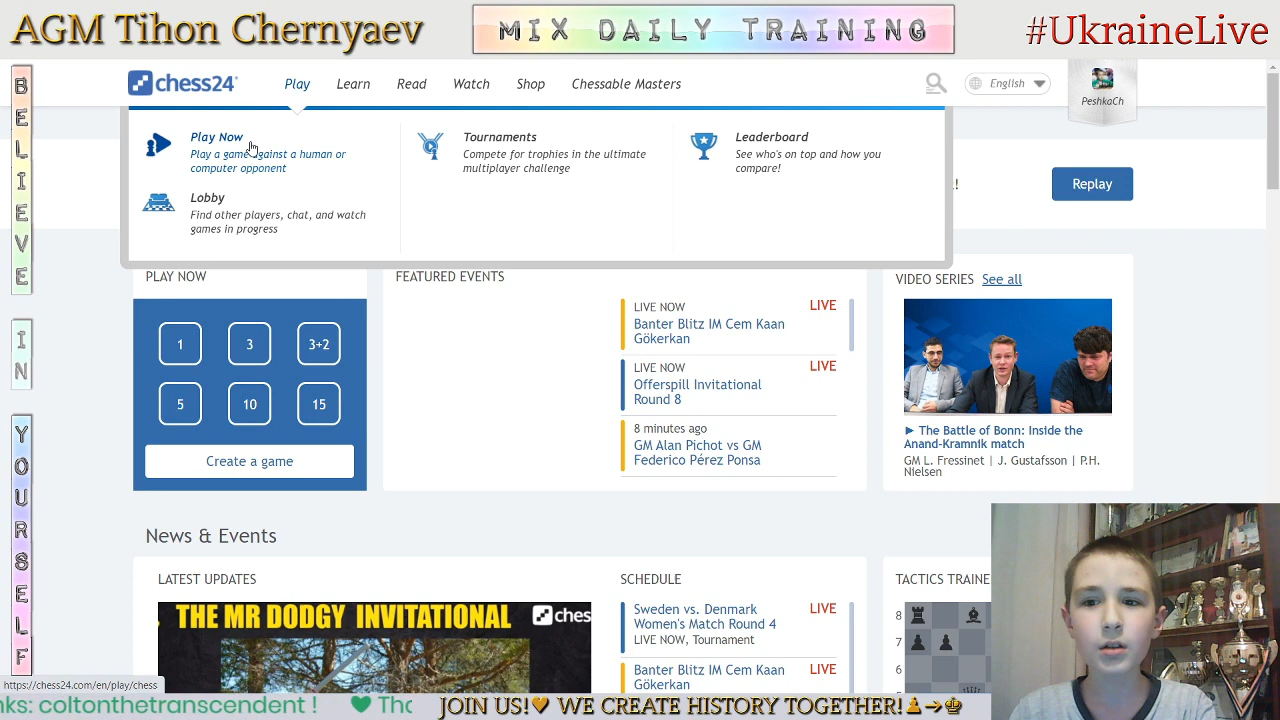 AGM Tihon Chernyaev
MIX DAILY TRAINING
#UkraineLive
BELIEVE
IN
YOURSELF
chess24
Play
Learn
Read
Watch
Shop
Chessable Masters
English
PeshkaCh
Play Now
Play a game against a human or
computer opponent
Lobby
Find other players, chat, and watch
games in progress
Tournaments
Compete for trophies in the ultimate
multiplayer challenge
Leaderboard
See who's on top and how you
compare!
!
Replay
PLAY NOW
1
3
3+2
5
10
15
Create a game
FEATURED EVENTS
LIVE NOW
LIVE
Banter Blitz IM Cem Kaan
Gökerkan
LIVE NOW
LIVE
Offerspill Invitational
Round 8
8 minutes ago
GM Alan Pichot vs GM
Federico Pérez Ponsa
VIDEO SERIES See all
► The Battle of Bonn: Inside the
Anand-Kramnik match
GM L. Fressinet | J. Gustafsson | P.H.
Nielsen
News & Events
LATEST UPDATES
THE MR DODGY INVITATIONAL
chess
SCHEDULE
Sweden vs. Denmark
Women's Match Round 4
LIVE
LIVE NOW, Tournament
Banter Blitz IM Cem Kaan
Gökerkan
LIVE
TACTICS TRAINE
8
7
6
https://chess24.com/en/play/chess
nks: coltonthetranscendent !
Tho
JOIN US! WE CREATE HISTORY TOGETHER!